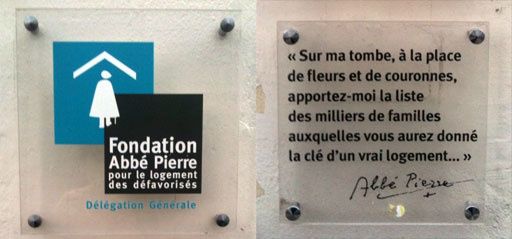 Fondation
Abbé Pierre
pour le logement
des défavorisés
Délégation Générale
« Sur ma tombe, à la place
de fleurs et de couronnes,
apportez-moi la liste
des milliers de familles
auxquelles vous aurez donné
la clé d'un vrai logement... »
Abbé Pierre